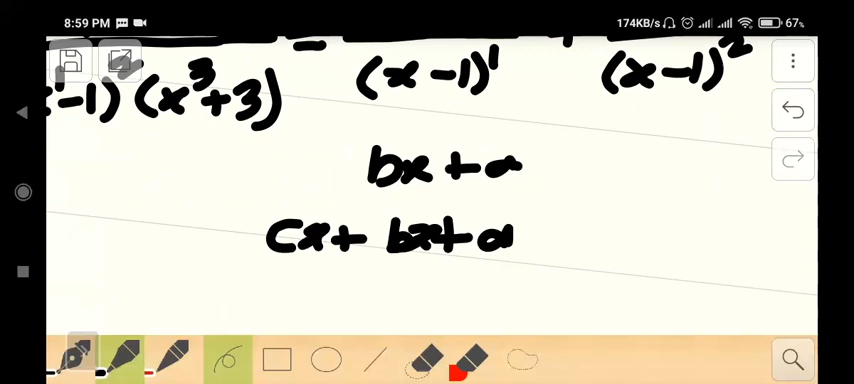 8:59 PM 174KB/s 67%
= +
-1) (x³+3) (x-1)¹ (x-1)²
bx+a
Cx+ bx+a